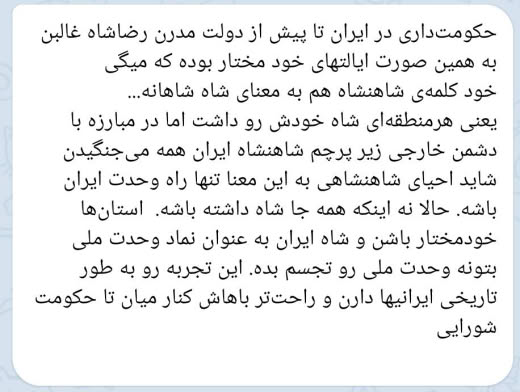 حکومت‌داری در ایران تا پیش از دولت مدرن رضاشاه غالبن
به همین صورت ایالتهای خود مختار بوده که میگی
خود کلمه‌ی شاهنشاه هم به معنای شاه شاهانه...
یعنی هرمنطقه‌ای شاه خودش رو داشت اما در مبارزه با
دشمن خارجی زیر پرچم شاهنشاه ایران همه می‌جنگیدن
شاید احیای شاهنشاهی به این معنا تنها راه وحدت ایران
باشه. حالا نه اینکه همه جا شاه داشته باشه.  استان‌ها
خودمختار باشن و شاه ایران به عنوان نماد وحدت ملی
بتونه وحدت ملی رو تجسم بده. این تجربه رو به طور
تاریخی ایرانیها دارن و راحت‌تر باهاش کنار میان تا حکومت
شورایی